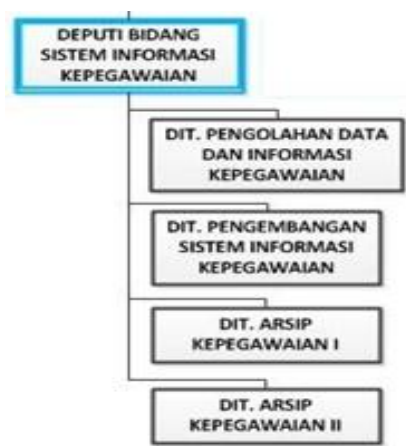 DEPUTI BIDANG
SISTEM INFORMASI
KEPEGAWAIAN
DIT. PENGOLAHAN DATA
DAN INFORMASI
KEPEGAWAIAN
DIT. PENGEMBANGAN
SISTEM INFORMASI
KEPEGAWAIAN
DIT. ARSIP
KEPEGAWAIAN I
DIT. ARSIP
KEPEGAWAIAN II